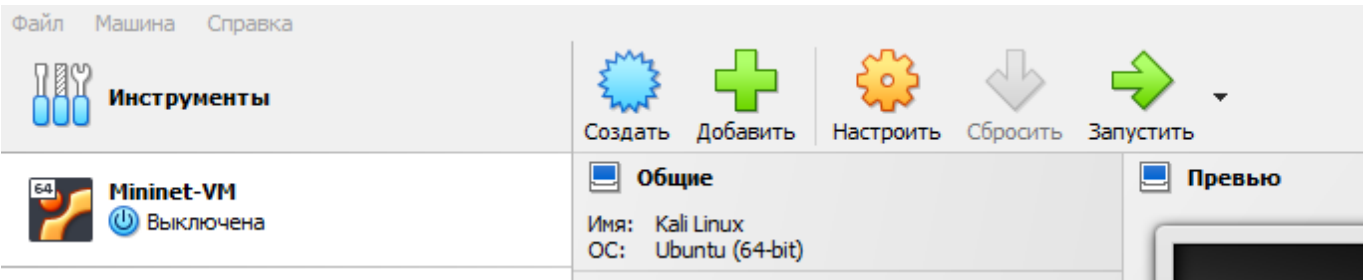 Файл Машина Справка
Инструменты
Создать Добавить Настроить Сбросить Запустить
64
Mininet-VM
Выключена
Общие
Имя: Kali Linux
ОС: Ubuntu (64-bit)
Превью